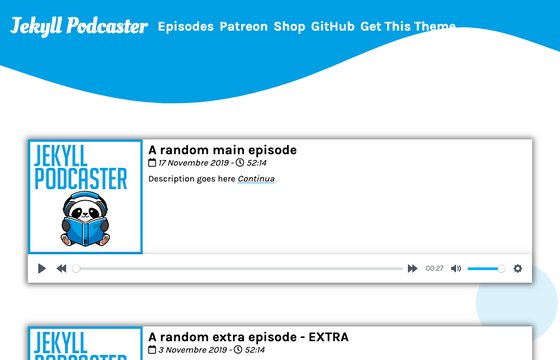 Jekyll Podcaster Episodes Patreon Shop GitHub Get This Theme
JEKYLL
PODCASTER
A random main episode
17 Novembre 2019 - 52:14
Description goes here Continua
00:27
JEKYLL
PODCASTER
A random extra episode - EXTRA
3 Novembre 2019 - 52:14